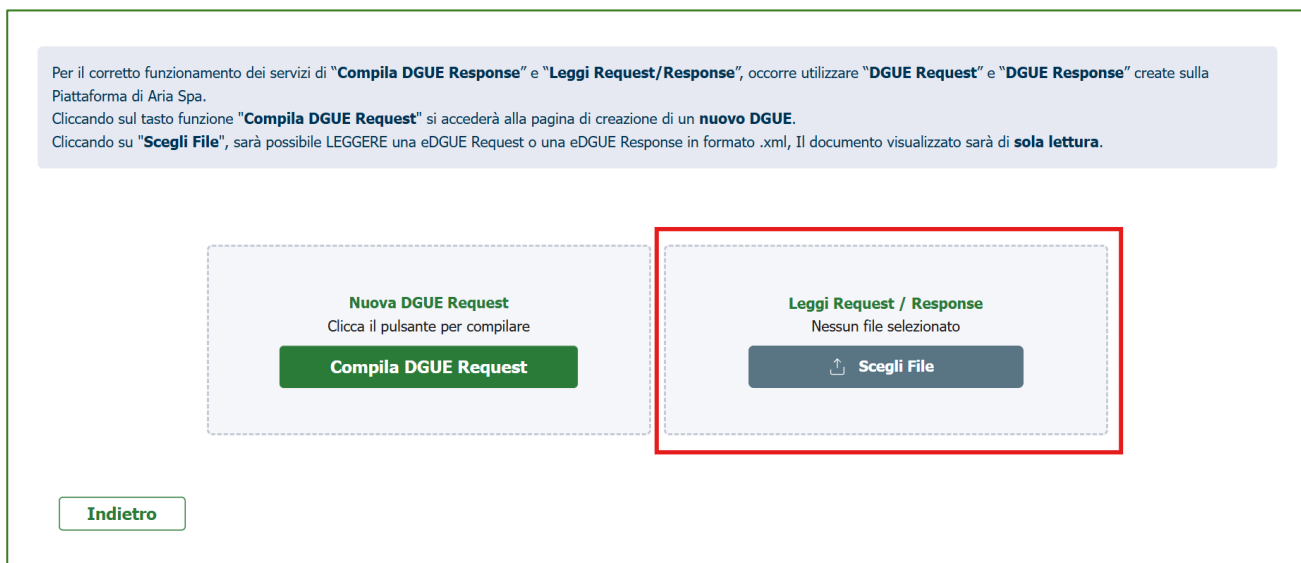 Per il corretto funzionamento dei servizi di “Compila DGUE Response” e “Leggi Request/Response”, occorre utilizzare “DGUE Request” e “DGUE Response” create sulla
Piattaforma di Aria Spa.
Cliccando sul tasto funzione "Compila DGUE Request" si accederà alla pagina di creazione di un nuovo DGUE.
Cliccando su "Scegli File", sarà possibile LEGGERE una eDGUE Request o una eDGUE Response in formato .xml, Il documento visualizzato sarà di sola lettura.
Nuova DGUE Request
Clicca il pulsante per compilare
Compila DGUE Request
Leggi Request / Response
Nessun file selezionato
Scegli File
Indietro